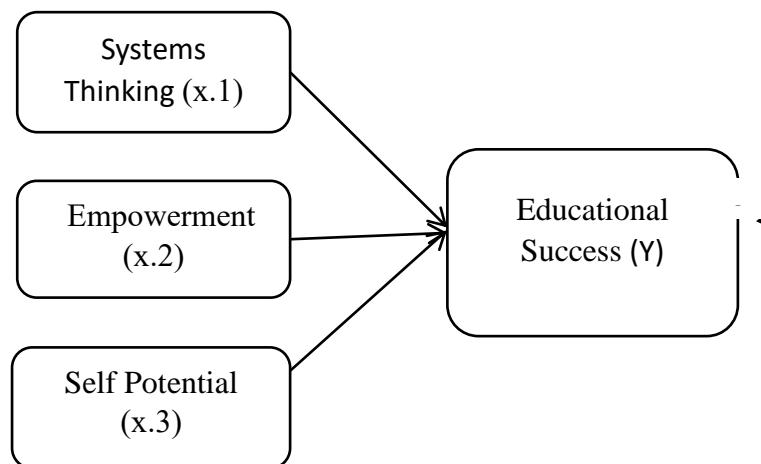 Systems
Thinking (x.1)
Empowerment
(x.2)
Self Potential
(x.3)
Educational
Success (Y)